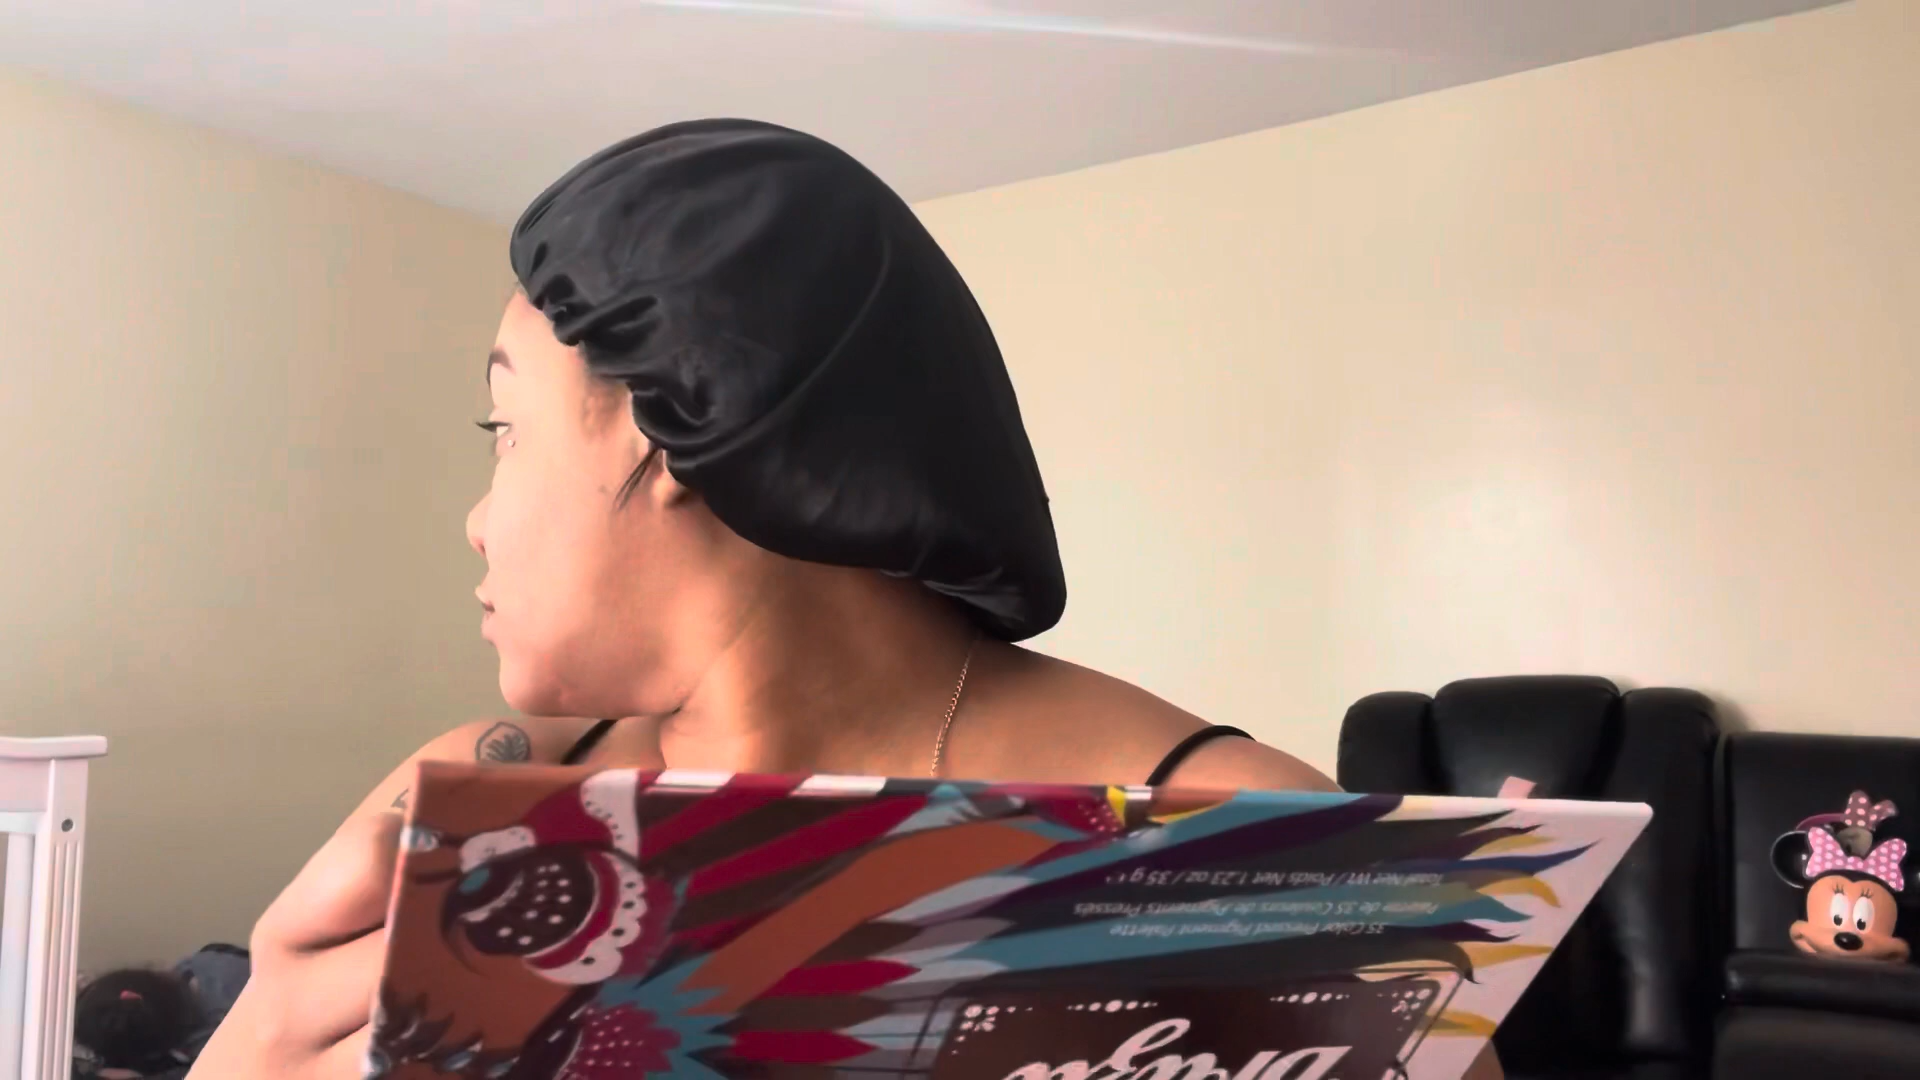 35 Color Pressed Pigment Palette
Palette de 35 Couleurs de Pigments Pressés
Total Net Wt / Poids Net 1.23 oz / 35 g